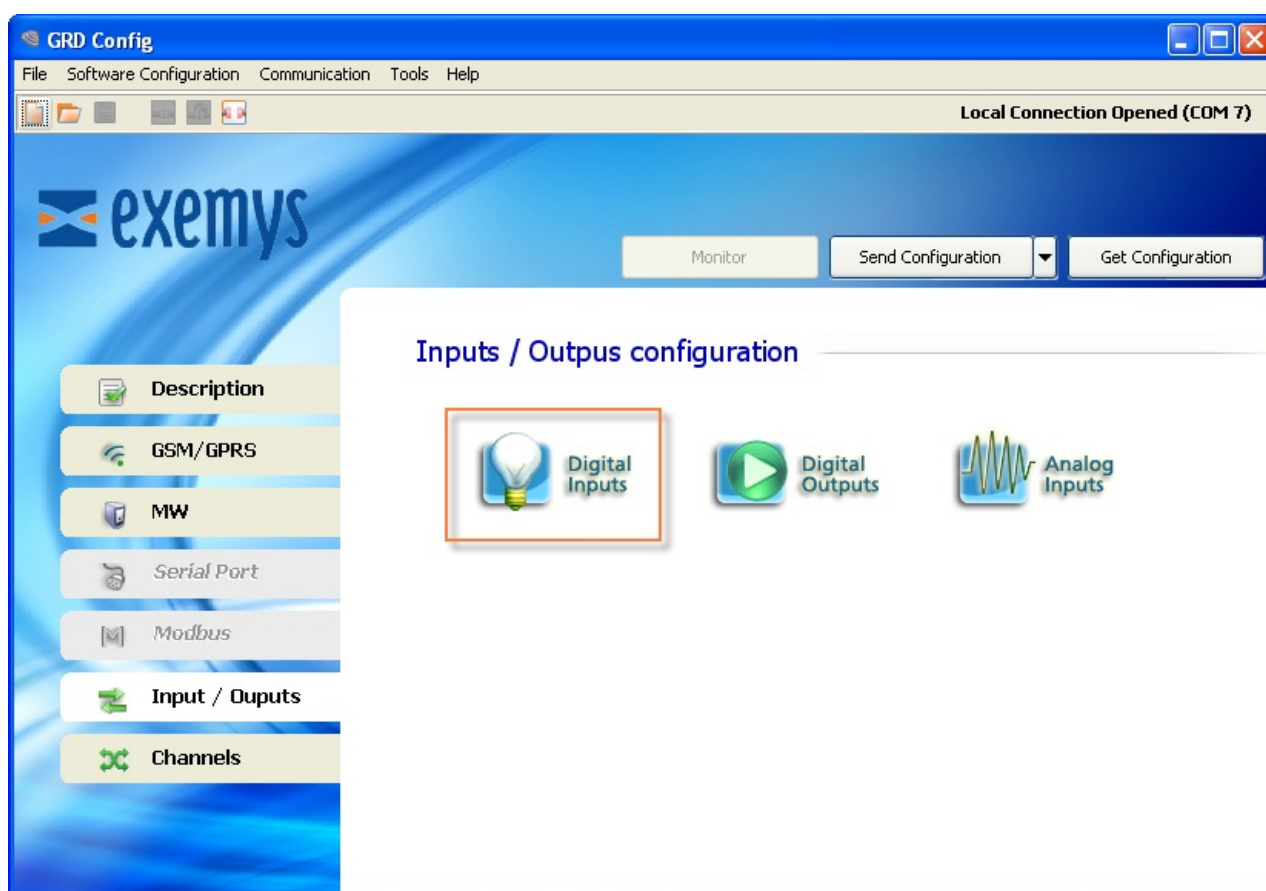 GRD Config
File Software Configuration Communication Tools Help
Local Connection Opened (COM 7)
exemys
Monitor
Send Configuration
Get Configuration
Inputs / Outpus configuration
Description
GSM/GPRS
MW
Serial Port
Modbus
Input / Ouputs
Channels
Digital
Inputs
Digital
Outputs
Analog
Inputs